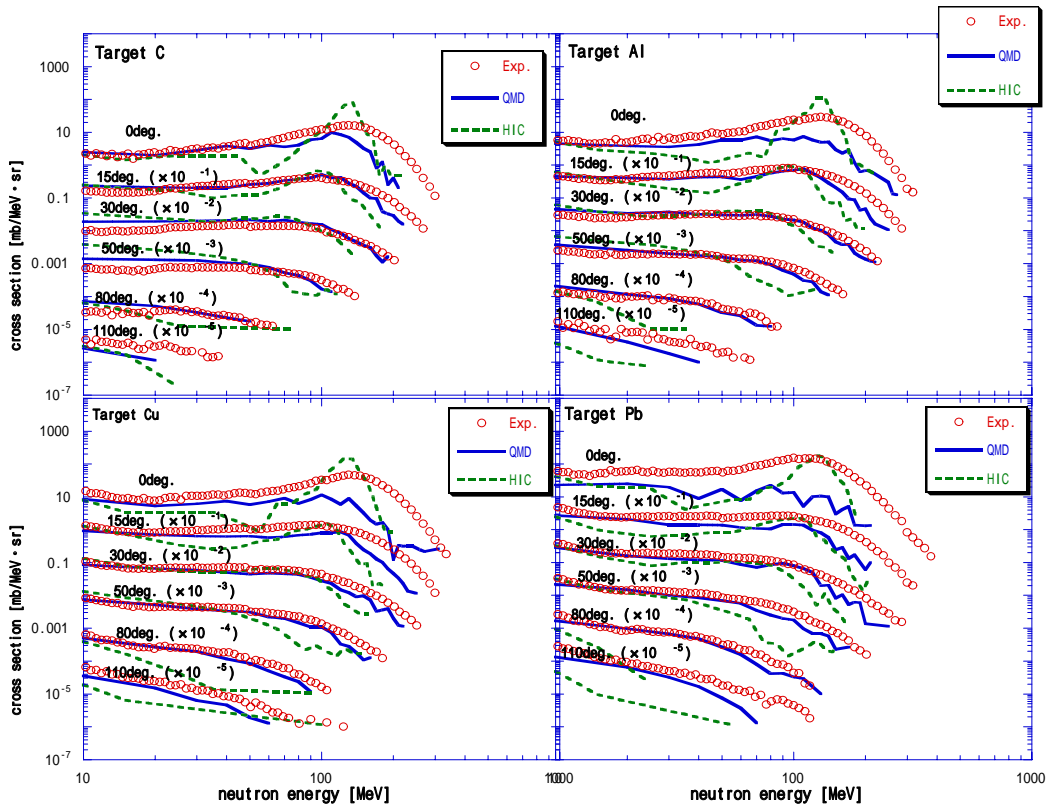 Target C
Exp.
QMD
HIC
1000
10
0.1
0.001
10 -5
10 -7
cross section [mb/MeV・sr]
0deg.
15deg. (×10 -1)
30deg. (×10 -2)
50deg. (×10 -3)
80deg. (×10 -4)
110deg. (×10 -5)
Target Al
Exp.
QMD
HIC
0deg.
15deg. (×10 -1)
30deg. (×10 -2)
50deg. (×10 -3)
80deg. (×10 -4)
110deg. (×10 -5)
Target Cu
Exp.
QMD
HIC
1000
10
0.1
0.001
10 -5
10 -7
cross section [mb/MeV・sr]
0deg.
15deg. (×10 -1)
30deg. (×10 -2)
50deg. (×10 -3)
80deg. (×10 -4)
110deg. (×10 -5)
10 100
neutron energy [MeV]
Target Pb
Exp.
QMD
HIC
0deg.
15deg. (×10 -1)
30deg. (×10 -2)
50deg. (×10 -3)
80deg. (×10 -4)
110deg. (×10 -5)
100 1000
neutron energy [MeV]